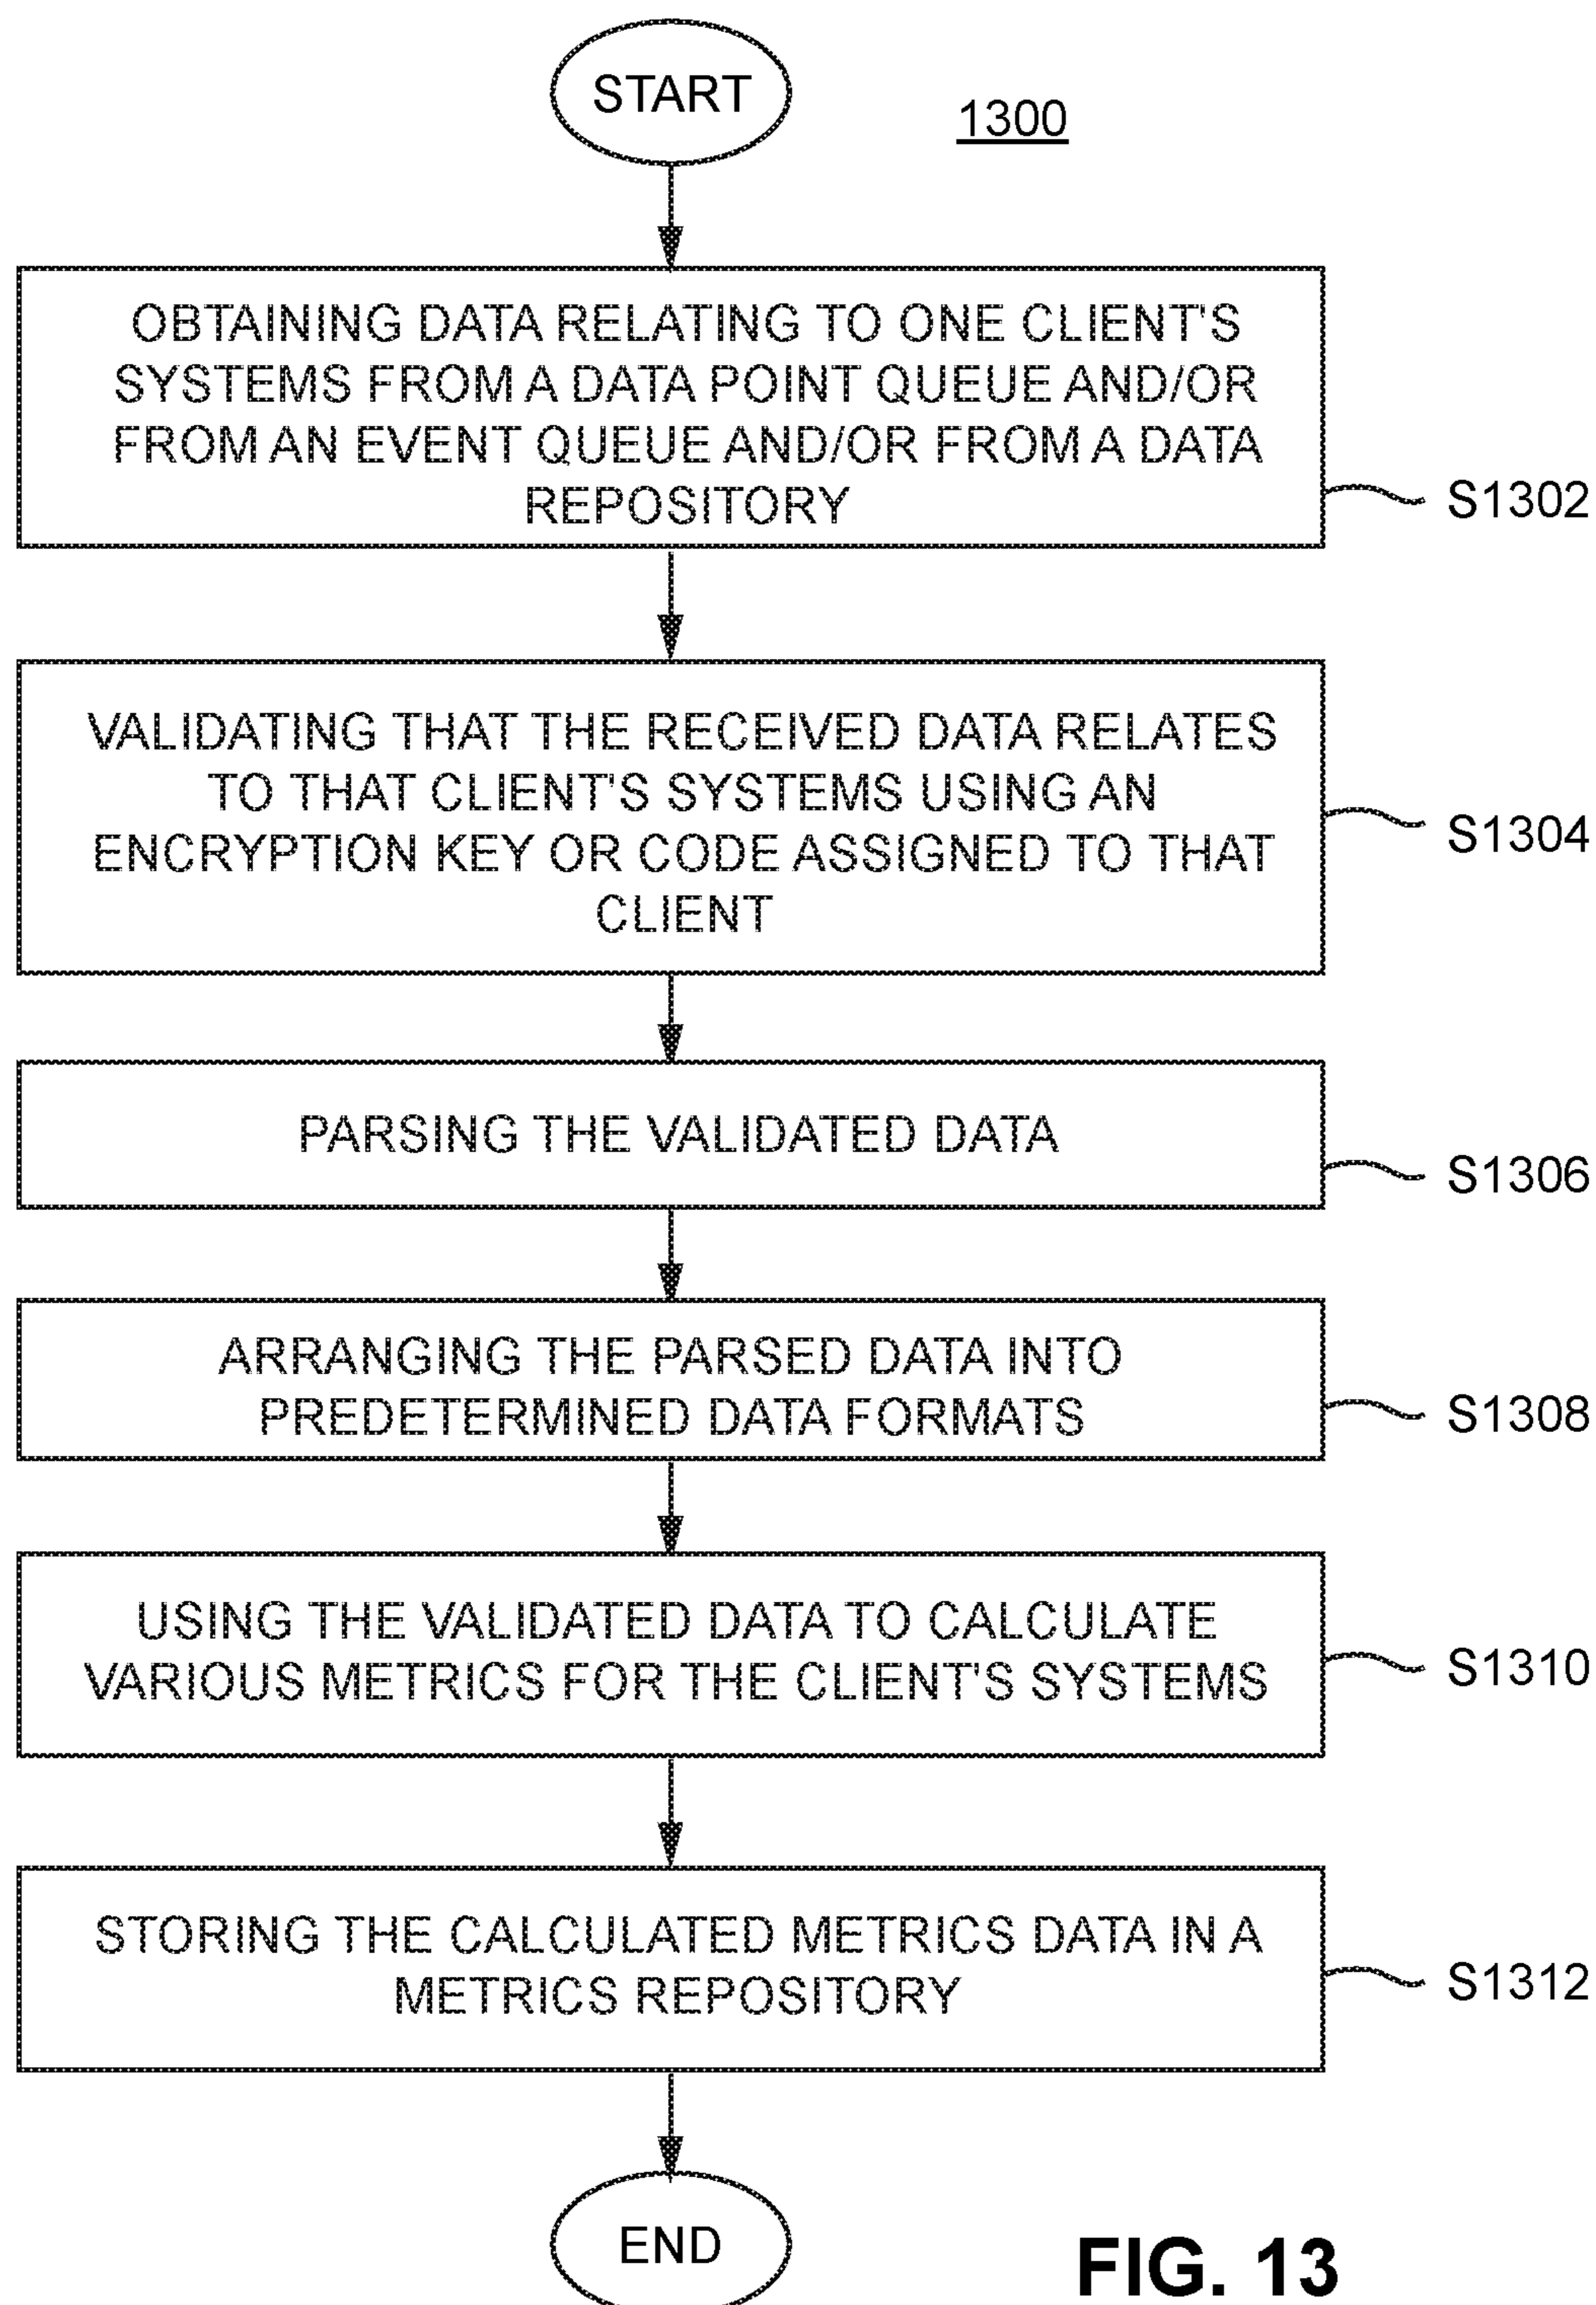 START
1300
OBTAINING DATA RELATING TO ONE CLIENT'S
SYSTEMS FROM A DATA POINT QUEUE AND/OR
FROM AN EVENT QUEUE AND/OR FROM A DATA
REPOSITORY
S1302
VALIDATING THAT THE RECEIVED DATA RELATES
TO THAT CLIENT'S SYSTEMS USING AN
ENCRYPTION KEY OR CODE ASSIGNED TO THAT
CLIENT
S1304
PARSING THE VALIDATED DATA
S1306
ARRANGING THE PARSED DATA INTO
PREDETERMINED DATA FORMATS
S1308
USING THE VALIDATED DATA TO CALCULATE
VARIOUS METRICS FOR THE CLIENT'S SYSTEMS
S1310
STORING THE CALCULATED METRICS DATA IN A
METRICS REPOSITORY
S1312
END
FIG. 13